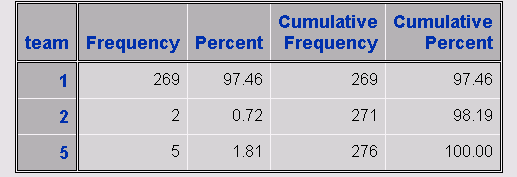 Cumulative Cumulative
team Frequency Percent Frequency Percent
1 269 97.46 269 97.46
2 2 0.72 271 98.19
5 5 1.81 276 100.00